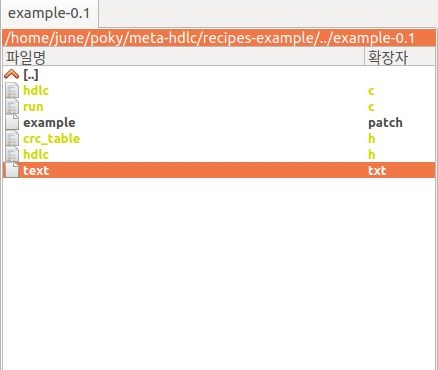 example-0.1
/home/june/poky/meta-hdlc/recipes-example/../example-0.1
파일명 확장자
[..]
hdlc c
run c
example patch
crc_table h
hdlc h
text txt